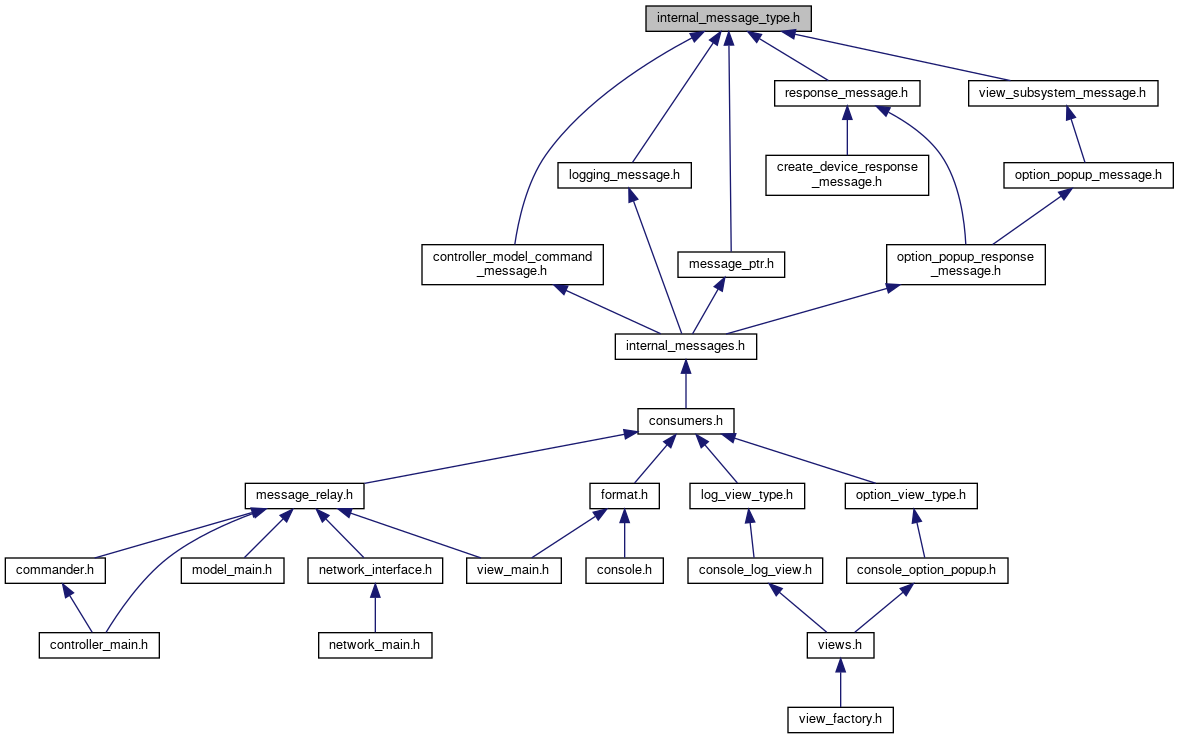 internal_message_type.h
response_message.h
view_subsystem_message.h
logging_message.h
create_device_response
_message.h
option_popup_message.h
controller_model_command
_message.h
message_ptr.h
option_popup_response
_message.h
internal_messages.h
consumers.h
message_relay.h
format.h
log_view_type.h
option_view_type.h
commander.h
model_main.h
network_interface.h
view_main.h
console.h
console_log_view.h
console_option_popup.h
controller_main.h
network_main.h
views.h
view_factory.h